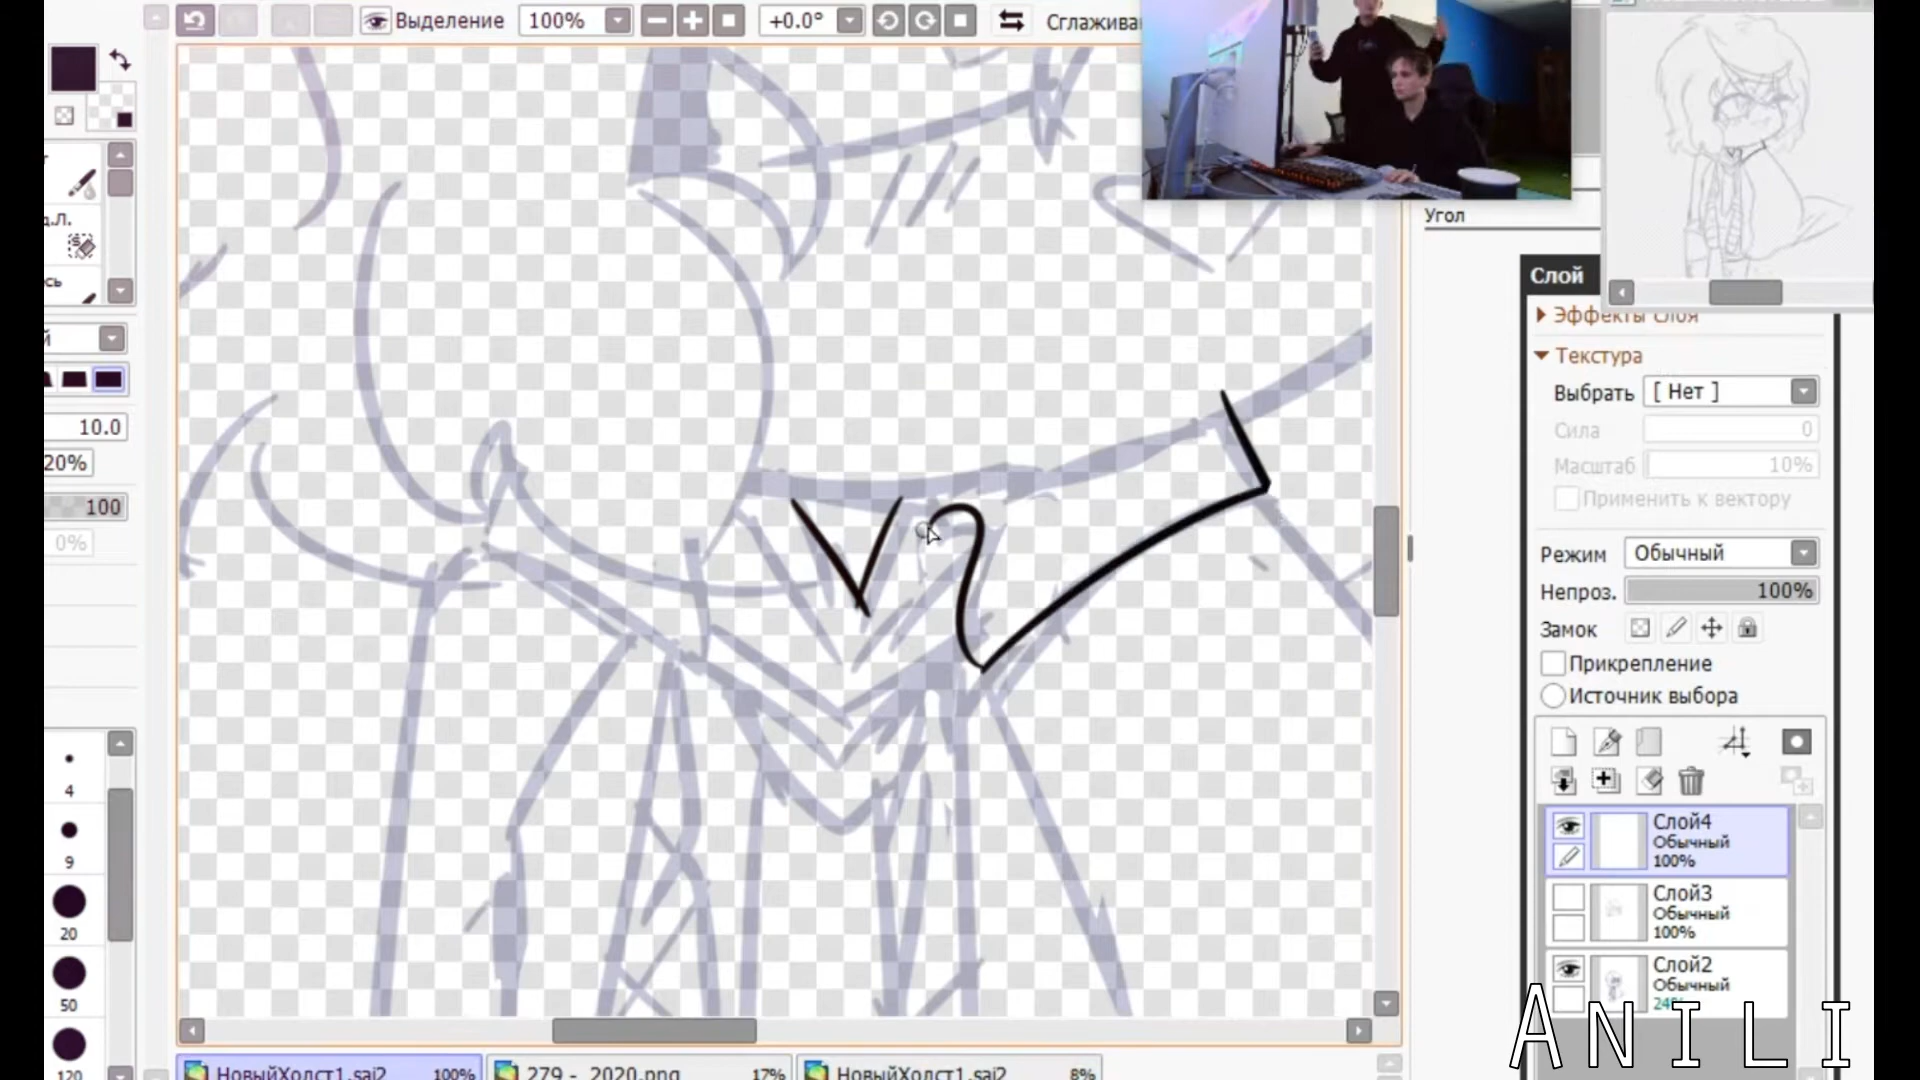 Выделение 100% +0.0° Сглажива
Угол
д.Л.
сь
й
10.0
20%
100
0%
4
9
20
50
120
Слой
Эффекты слоя
Текстура
Выбрать [ Нет ]
Сила 0
Масштаб 10%
Применить к вектору
Режим Обычный
Непроз. 100%
Замок
Прикрепление
Источник выбора
Слой4
Обычный
100%
Слой3
Обычный
100%
Слой2
Обычный
24%
ANILI
НовыйХолст1.sai2 100% 279 - 2020.png 17% НовыйХолст1.sai2 8%